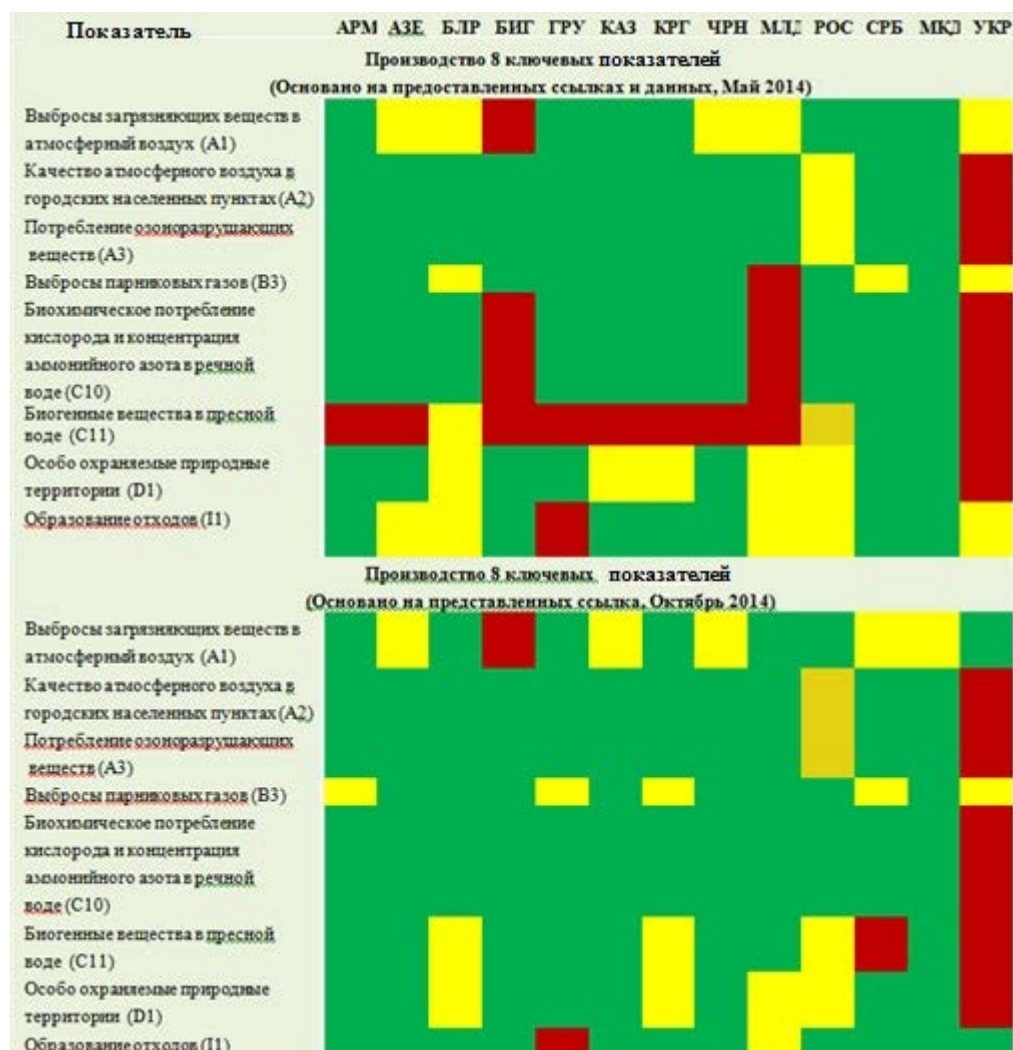 Показатель АРМ АЗЕ БЛР БИГ ГРУ КАЗ КРГ ЧРН МЛД РОС СРБ МКД УКР
Производство 8 ключевых показателей
(Основано на предоставленных ссылках и данных, Май 2014)
Выбросы загрязняющих веществ в
атмосферный воздух (A1)
Качество атмосферного воздуха в
городских населенных пунктах (A2)
Потребление озоноразрушающих
веществ (A3)
Выбросы парниковых газов (B3)
Биохимическое потребление
кислорода и концентрация
аммонийного азота в речной
воде (C10)
Биогенные вещества в пресной
воде (C11)
Особо охраняемые природные
территории (D1)
Образование отходов (I1)
Производство 8 ключевых показателей
(Основано на представленных ссылка, Октябрь 2014)
Выбросы загрязняющих веществ в
атмосферный воздух (A1)
Качество атмосферного воздуха в
городских населенных пунктах (A2)
Потребление озоноразрушающих
веществ (A3)
Выбросы парниковых газов (B3)
Биохимическое потребление
кислорода и концентрация
аммонийного азота в речной
воде (C10)
Биогенные вещества в пресной
воде (C11)
Особо охраняемые природные
территории (D1)
Образование отходов (I1)